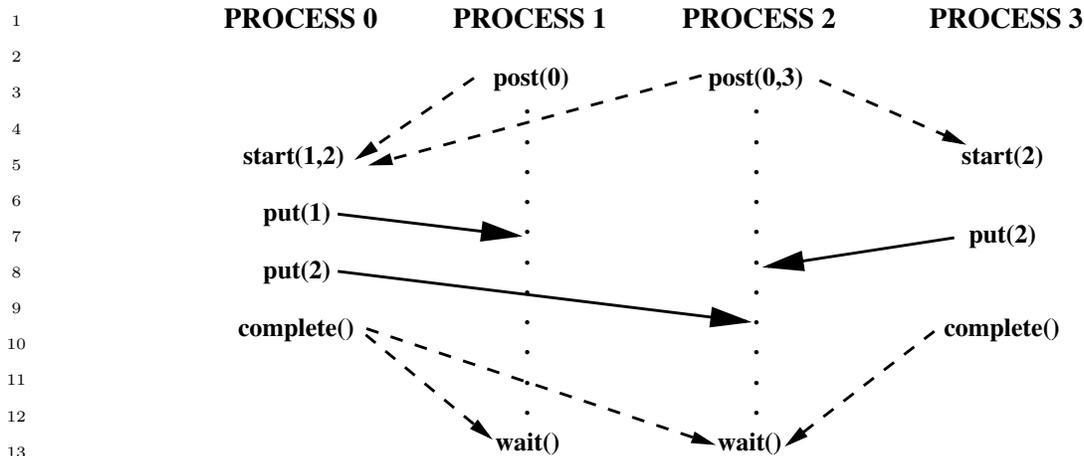 1 PROCESS 0 PROCESS 1 PROCESS 2 PROCESS 3
2
3 post(0) post(0,3)
4
5 start(1,2) start(2)
6 put(1)
7 put(2)
8 put(2)
9
10 complete() complete()
11
12
13 wait() wait()